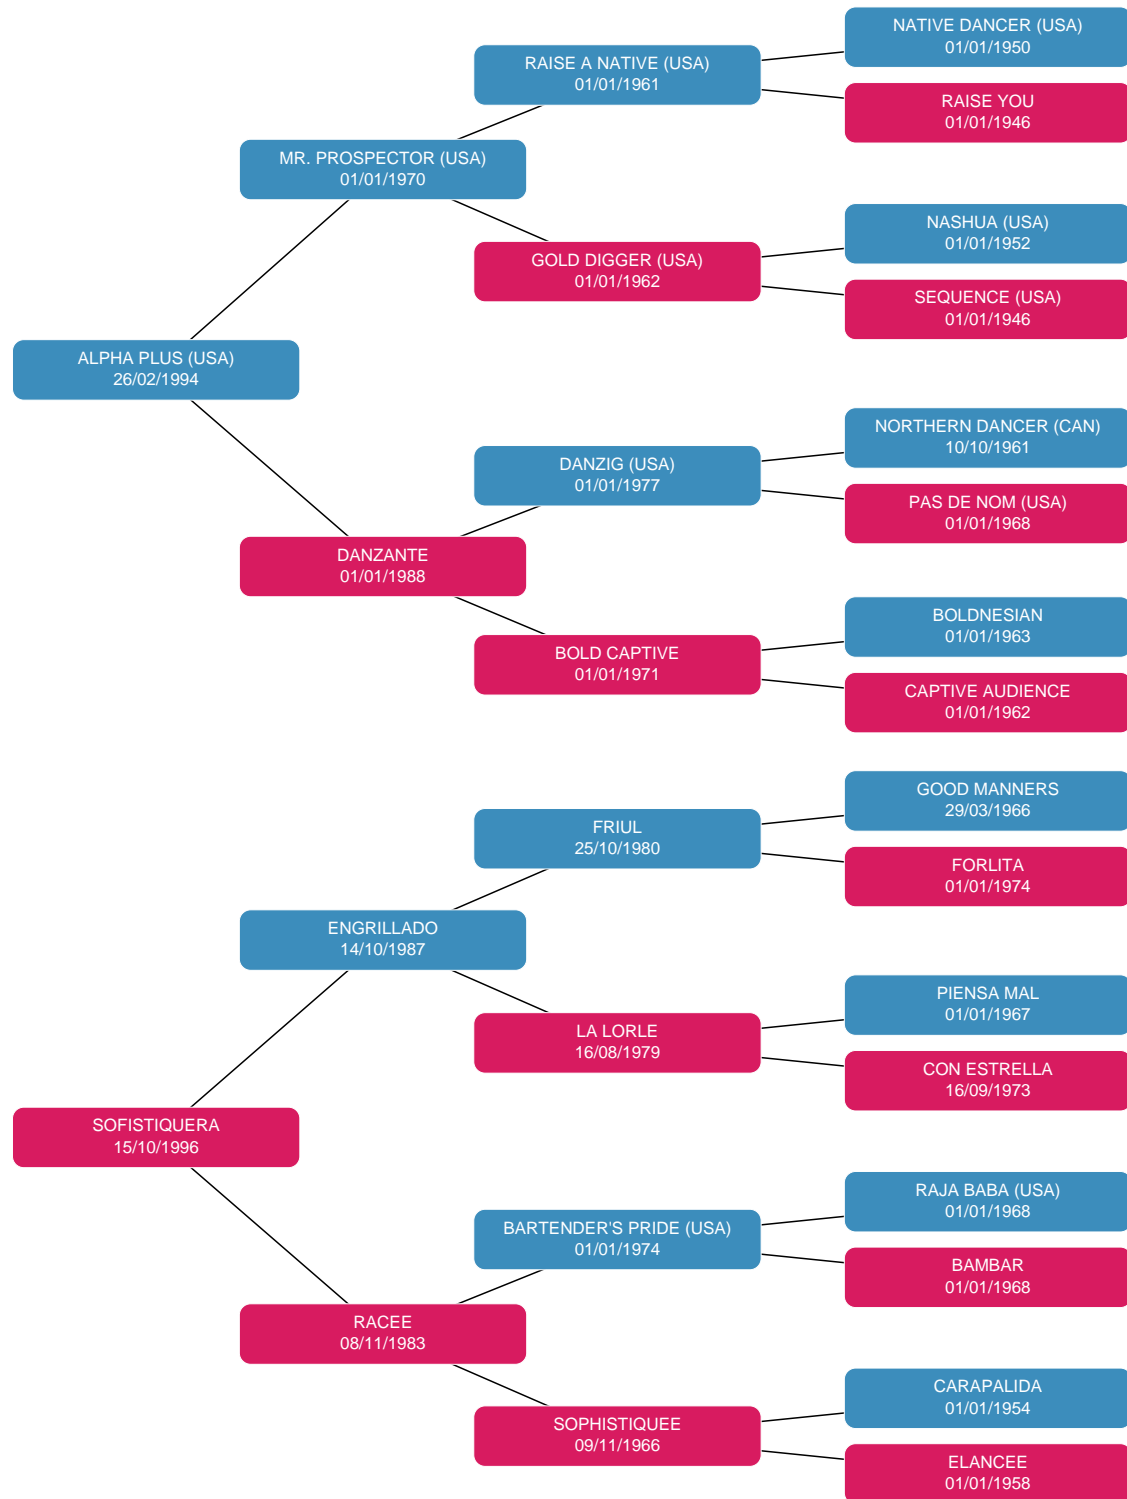 NATIVE DANCER (USA)
01/01/1950
RAISE A NATIVE (USA)
01/01/1961
RAISE YOU
01/01/1946
MR. PROSPECTOR (USA)
01/01/1970
NASHUA (USA)
01/01/1952
GOLD DIGGER (USA)
01/01/1962
SEQUENCE (USA)
01/01/1946
ALPHA PLUS (USA)
26/02/1994
NORTHERN DANCER (CAN)
10/10/1961
DANZIG (USA)
01/01/1977
PAS DE NOM (USA)
01/01/1968
DANZANTE
01/01/1988
BOLDNESIAN
01/01/1963
BOLD CAPTIVE
01/01/1971
CAPTIVE AUDIENCE
01/01/1962
GOOD MANNERS
29/03/1966
FRIUL
25/10/1980
FORLITA
01/01/1974
ENGRILLADO
14/10/1987
PIENSA MAL
01/01/1967
LA LORLE
16/08/1979
CON ESTRELLA
16/09/1973
SOFISTIQUERA
15/10/1996
RAJA BABA (USA)
01/01/1968
BARTENDER'S PRIDE (USA)
01/01/1974
BAMBAR
01/01/1968
RACEE
08/11/1983
CARAPALIDA
01/01/1954
SOPHISTIQUEE
09/11/1966
ELANCEE
01/01/1958